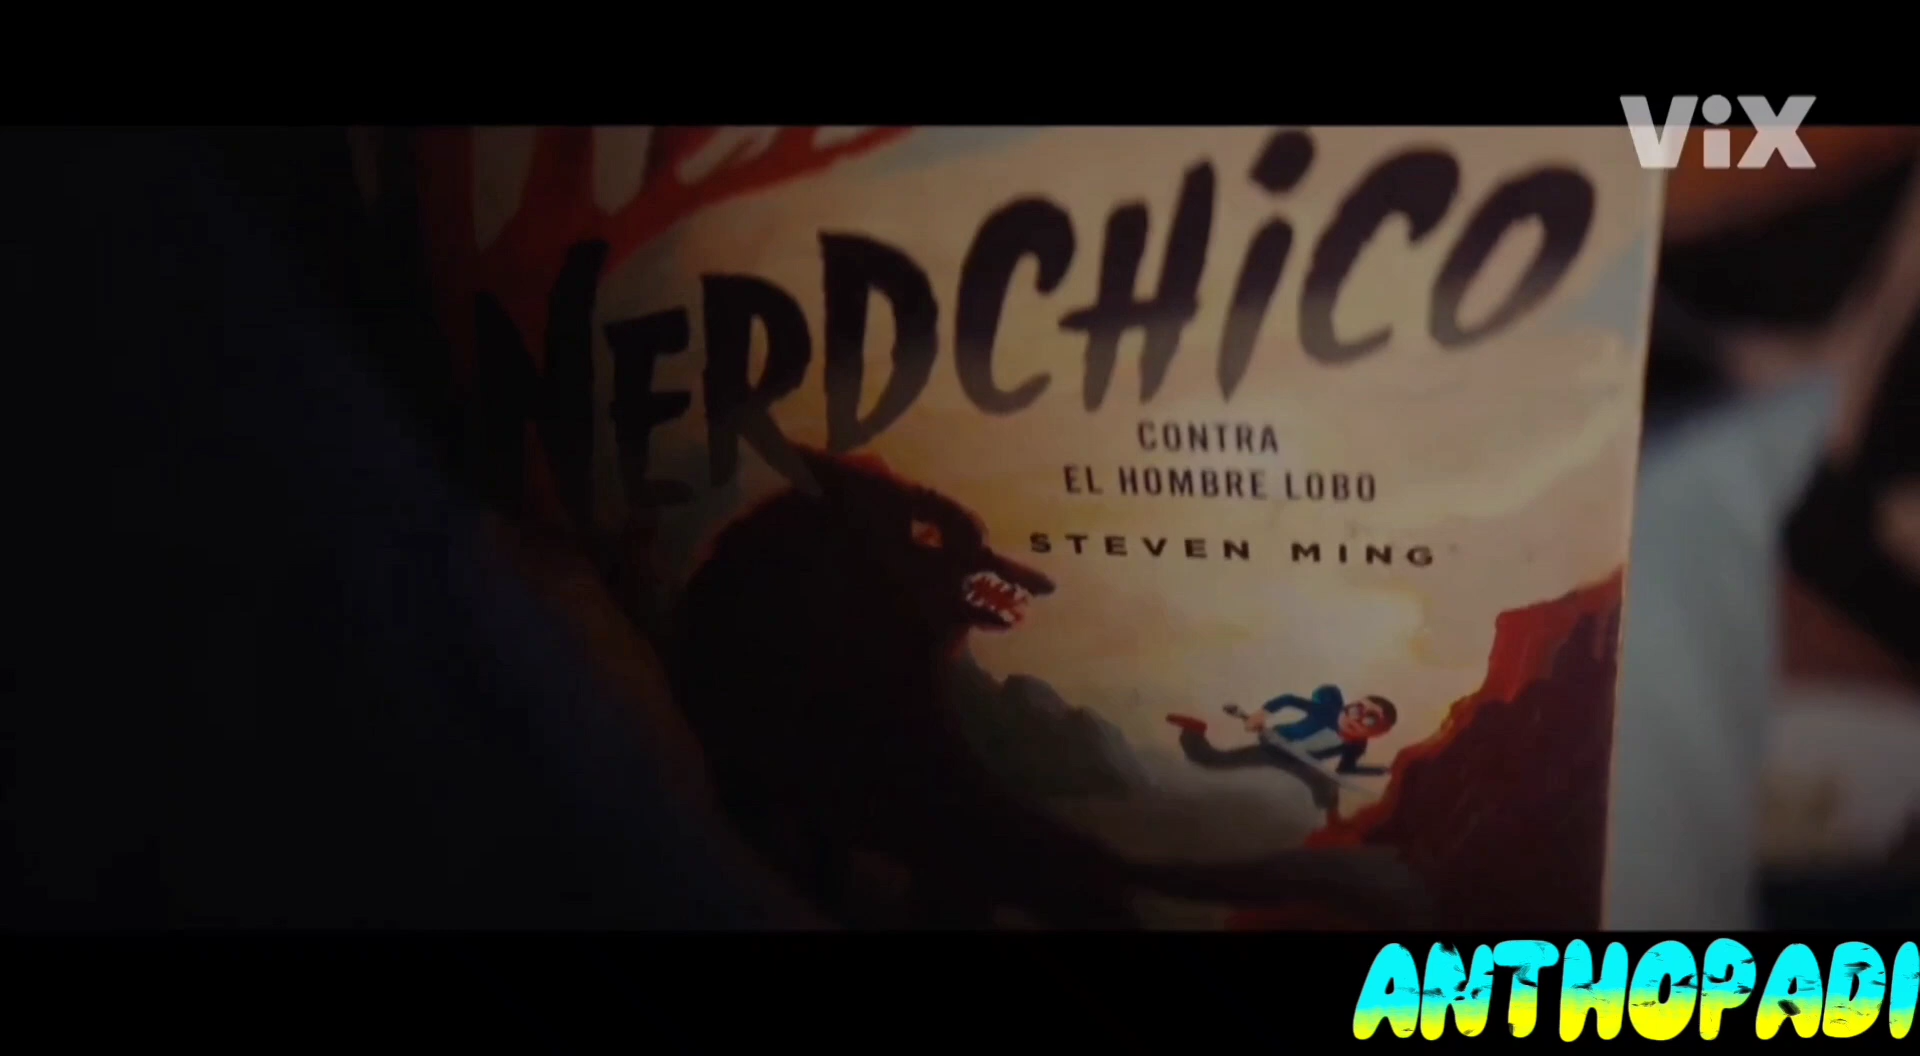 ViX
NERDCHiCO
CONTRA
EL HOMBRE LOBO
STEVEN MING
ANTHOPADI